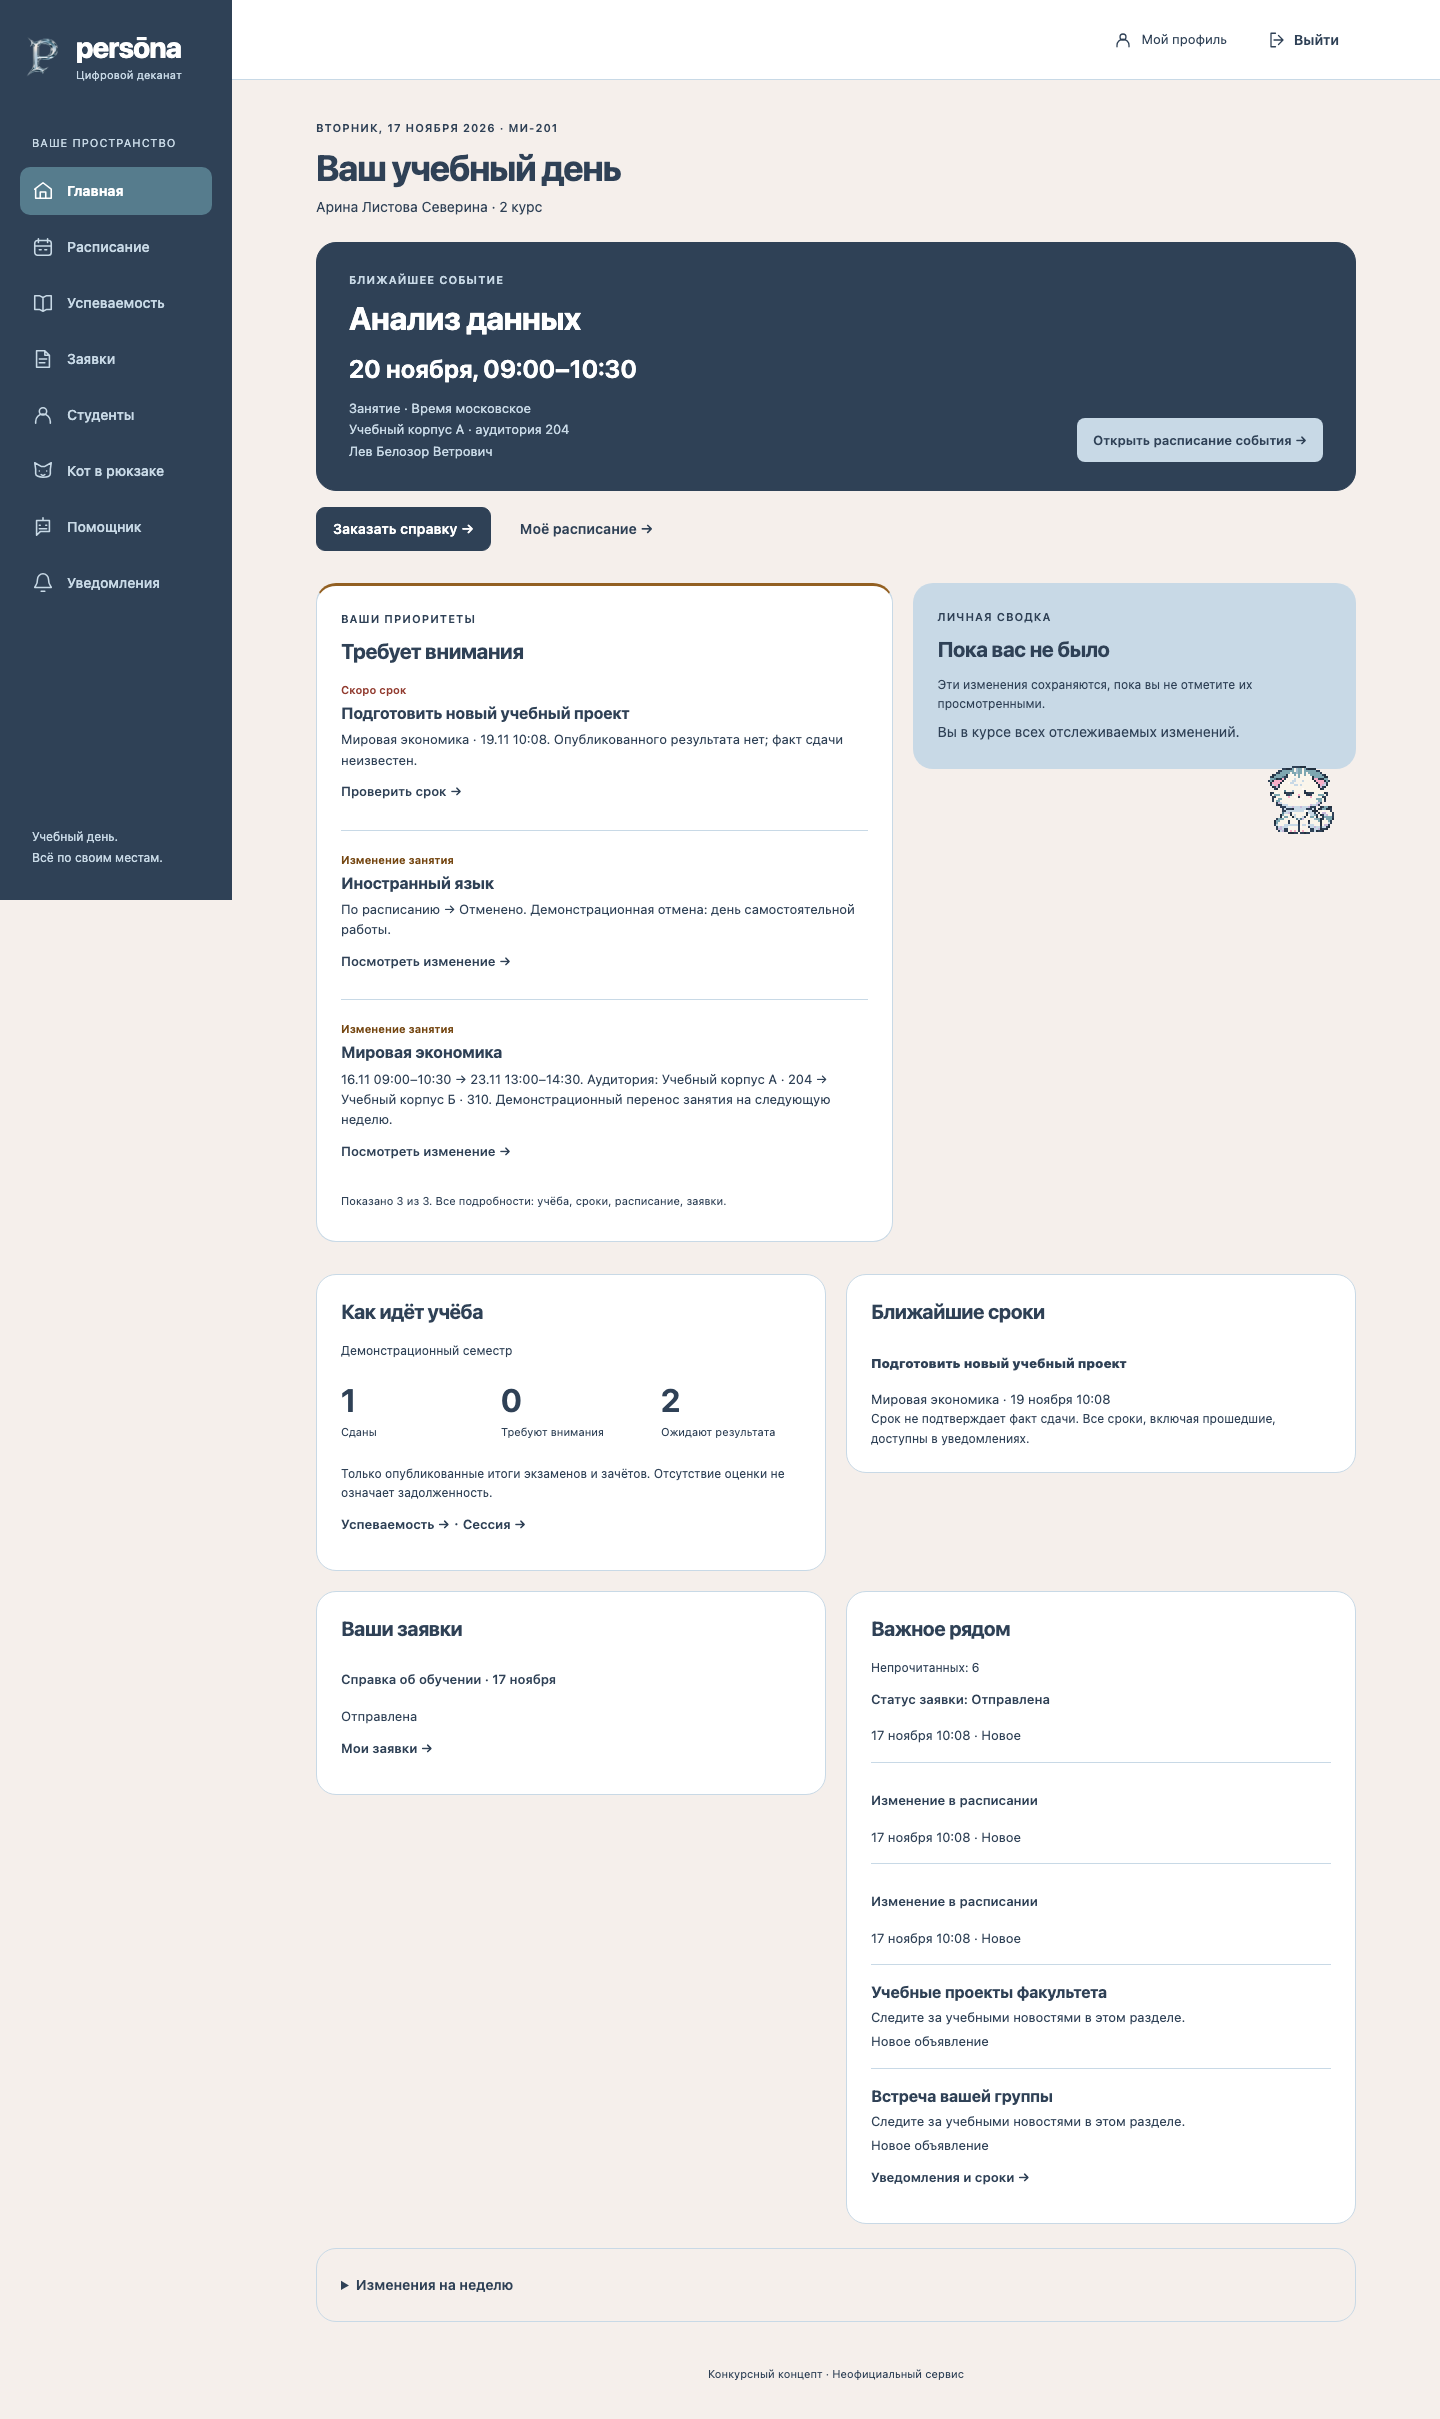 persōna
Цифровой деканат
ВАШЕ ПРОСТРАНСТВО
Главная
Расписание
Успеваемость
Заявки
Студенты
Кот в рюкзаке
Помощник
Уведомления
Учебный день.
Всё по своим местам.
Мой профиль
Выйти
ВТОРНИК, 17 НОЯБРЯ 2026 · МИ-201
Ваш учебный день
Арина Листова Северина · 2 курс
БЛИЖАЙШЕЕ СОБЫТИЕ
Анализ данных
20 ноября, 09:00–10:30
Занятие · Время московское
Учебный корпус А · аудитория 204
Лев Белозор Ветрович
Открыть расписание события →
Заказать справку →
Моё расписание →
ВАШИ ПРИОРИТЕТЫ
Требует внимания
Скоро срок
Подготовить новый учебный проект
Мировая экономика · 19.11 10:08. Опубликованного результата нет; факт сдачи
неизвестен.
Проверить срок →
Изменение занятия
Иностранный язык
По расписанию → Отменено. Демонстрационная отмена: день самостоятельной
работы.
Посмотреть изменение →
Изменение занятия
Мировая экономика
16.11 09:00–10:30 → 23.11 13:00–14:30. Аудитория: Учебный корпус А · 204 →
Учебный корпус Б · 310. Демонстрационный перенос занятия на следующую
неделю.
Посмотреть изменение →
Показано 3 из 3. Все подробности: учёба, сроки, расписание, заявки.
ЛИЧНАЯ СВОДКА
Пока вас не было
Эти изменения сохраняются, пока вы не отметите их
просмотренными.
Вы в курсе всех отслеживаемых изменений.
Как идёт учёба
Демонстрационный семестр
1
Сданы
0
Требуют внимания
2
Ожидают результата
Только опубликованные итоги экзаменов и зачётов. Отсутствие оценки не
означает задолженность.
Успеваемость → · Сессия →
Ближайшие сроки
Подготовить новый учебный проект
Мировая экономика · 19 ноября 10:08
Срок не подтверждает факт сдачи. Все сроки, включая прошедшие,
доступны в уведомлениях.
Ваши заявки
Справка об обучении · 17 ноября
Отправлена
Мои заявки →
Важное рядом
Непрочитанных: 6
Статус заявки: Отправлена
17 ноября 10:08 · Новое
Изменение в расписании
17 ноября 10:08 · Новое
Изменение в расписании
17 ноября 10:08 · Новое
Учебные проекты факультета
Следите за учебными новостями в этом разделе.
Новое объявление
Встреча вашей группы
Следите за учебными новостями в этом разделе.
Новое объявление
Уведомления и сроки →
Изменения на неделю
Конкурсный концепт · Неофициальный сервис